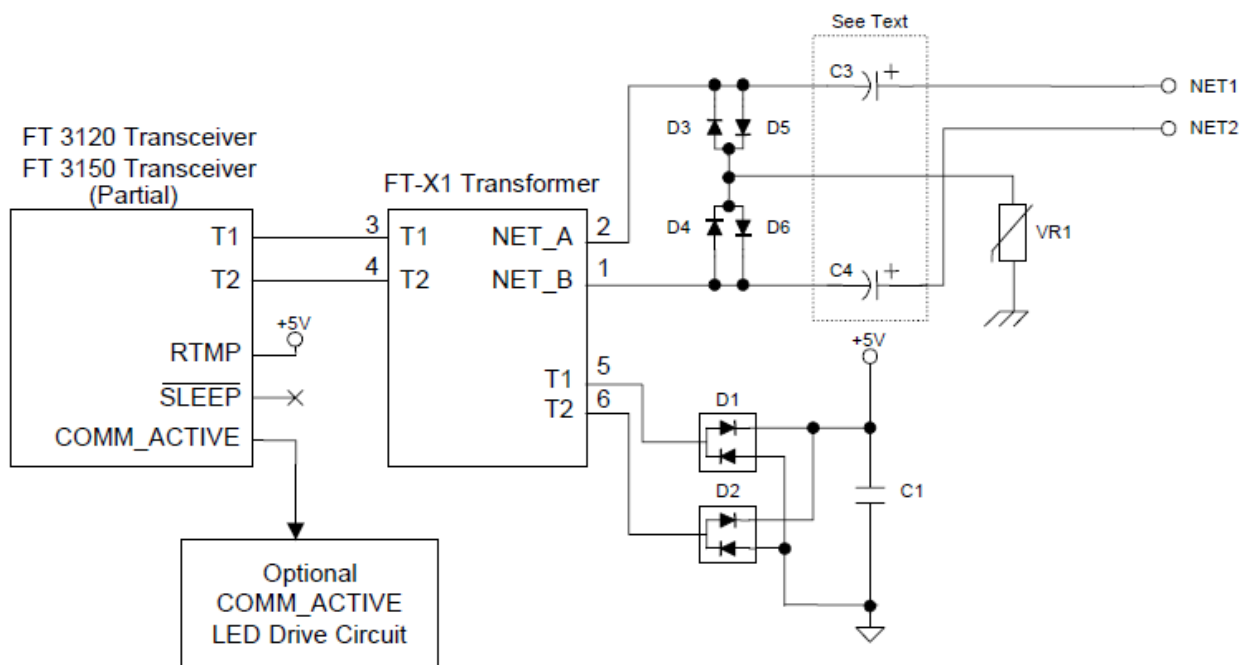 See Text
C3 +
NET1
NET2
D3
D5
FT 3120 Transceiver
FT 3150 Transceiver
(Partial)
FT-X1 Transformer
T1
3
T1
NET_A
2
D4
D6
VR1
T2
4
T2
NET_B
1
C4 +
+5V
+5V
RTMP
T1
5
SLEEP
T2
6
D1
COMM_ACTIVE
D2
C1
Optional
COMM_ACTIVE
LED Drive Circuit